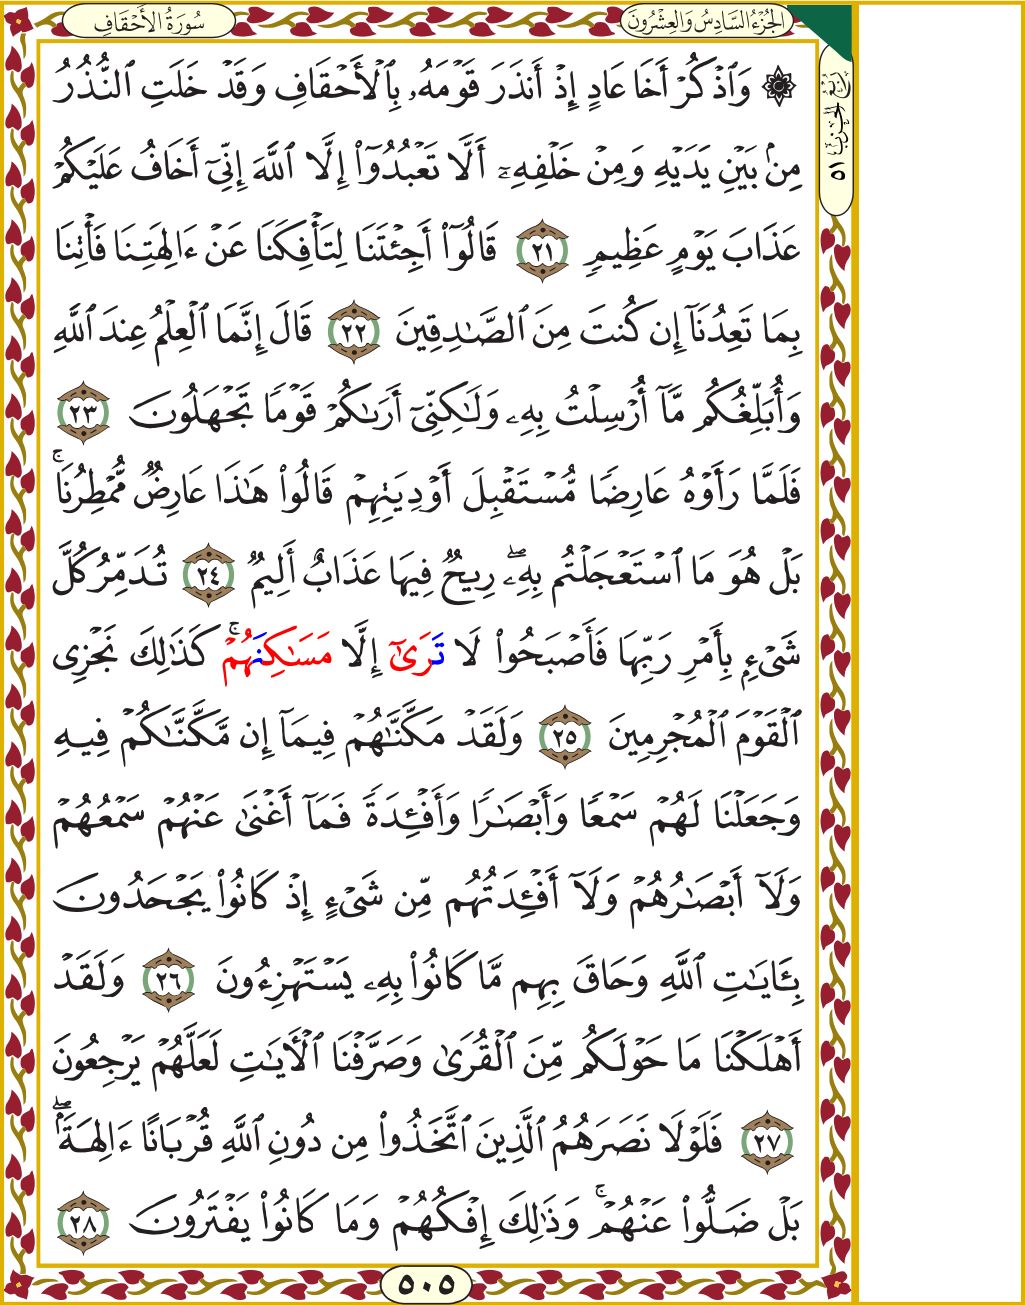 سُورَةُ الأَحْقَافِ
الجُزْءُ السَّادِسُ وَالعِشْرُونَ
الحِزْبِ ٥١
۞ وَٱذْكُرْ أَخَا عَادٍ إِذْ أَنذَرَ قَوْمَهُۥ بِٱلْأَحْقَافِ وَقَدْ خَلَتِ ٱلنُّذُرُ
مِنۢ بَيْنِ يَدَيْهِ وَمِنْ خَلْفِهِۦٓ أَلَّا تَعْبُدُوٓا۟ إِلَّا ٱللَّهَ إِنِّىٓ أَخَافُ عَلَيْكُمْ
عَذَابَ يَوْمٍ عَظِيمٍ ٢١ قَالُوٓا۟ أَجِئْتَنَا لِتَأْفِكَنَا عَنْ ءَالِهَتِنَا فَأْتِنَا
بِمَا تَعِدُنَآ إِن كُنتَ مِنَ ٱلصَّٰدِقِينَ ٢٢ قَالَ إِنَّمَا ٱلْعِلْمُ عِندَ ٱللَّهِ
وَأُبَلِّغُكُم مَّآ أُرْسِلْتُ بِهِۦ وَلَٰكِنِّىٓ أَرَىٰكُمْ قَوْمًا تَجْهَلُونَ ٢٣
فَلَمَّا رَأَوْهُ عَارِضًا مُّسْتَقْبِلَ أَوْدِيَتِهِمْ قَالُوا۟ هَٰذَا عَارِضٌ مُّمْطِرُنَا ۚ
بَلْ هُوَ مَا ٱسْتَعْجَلْتُم بِهِۦ ۖ رِيحٌ فِيهَا عَذَابٌ أَلِيمٌ ٢٤ تُدَمِّرُ كُلَّ
شَىْءٍۭ بِأَمْرِ رَبِّهَا فَأَصْبَحُوا۟ لَا تَرَىٰٓ إِلَّا مَسَٰكِنَهُمْ ۚ كَذَٰلِكَ نَجْزِى
ٱلْقَوْمَ ٱلْمُجْرِمِينَ ٢٥ وَلَقَدْ مَكَّنَّٰهُمْ فِيمَآ إِن مَّكَّنَّٰكُمْ فِيهِ
وَجَعَلْنَا لَهُمْ سَمْعًا وَأَبْصَٰرًا وَأَفْـِٔدَةً فَمَآ أَغْنَىٰ عَنْهُمْ سَمْعُهُمْ
وَلَآ أَبْصَٰرُهُمْ وَلَآ أَفْـِٔدَتُهُم مِّن شَىْءٍ إِذْ كَانُوا۟ يَجْحَدُونَ
بِـَٔايَٰتِ ٱللَّهِ وَحَاقَ بِهِم مَّا كَانُوا۟ بِهِۦ يَسْتَهْزِءُونَ ٢٦ وَلَقَدْ
أَهْلَكْنَا مَا حَوْلَكُم مِّنَ ٱلْقُرَىٰ وَصَرَّفْنَا ٱلْـَٔايَٰتِ لَعَلَّهُمْ يَرْجِعُونَ
٢٧ فَلَوْلَا نَصَرَهُمُ ٱلَّذِينَ ٱتَّخَذُوا۟ مِن دُونِ ٱللَّهِ قُرْبَانًا ءَالِهَةًۢ ۖ
بَلْ ضَلُّوا۟ عَنْهُمْ ۚ وَذَٰلِكَ إِفْكُهُمْ وَمَا كَانُوا۟ يَفْتَرُونَ ٢٨
٥٠٥